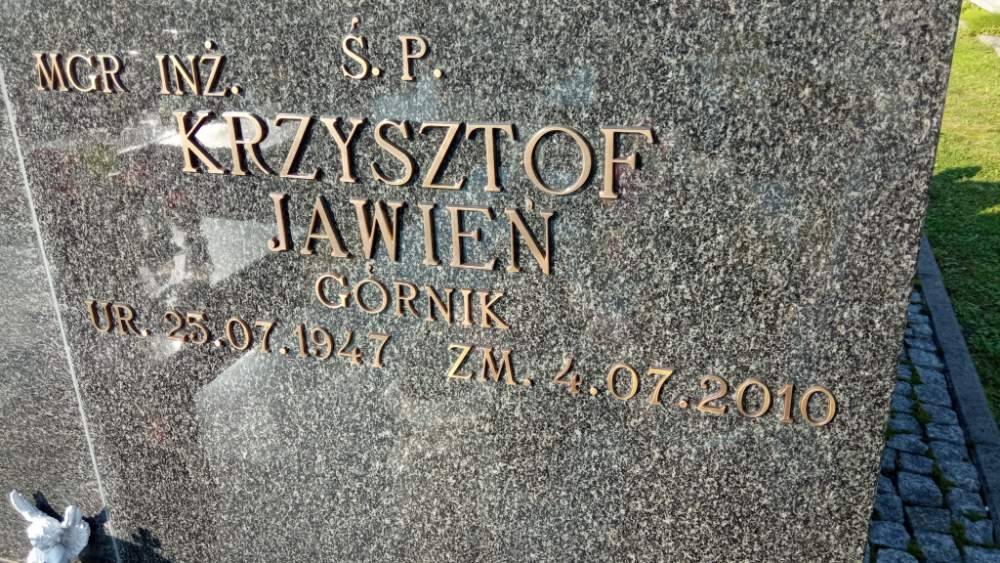 MGR INŻ. Ś. P.
KRZYSZTOF
JAWIEŃ
GÓRNIK
UR. 25.07.1947 ZM. 4.07.2010